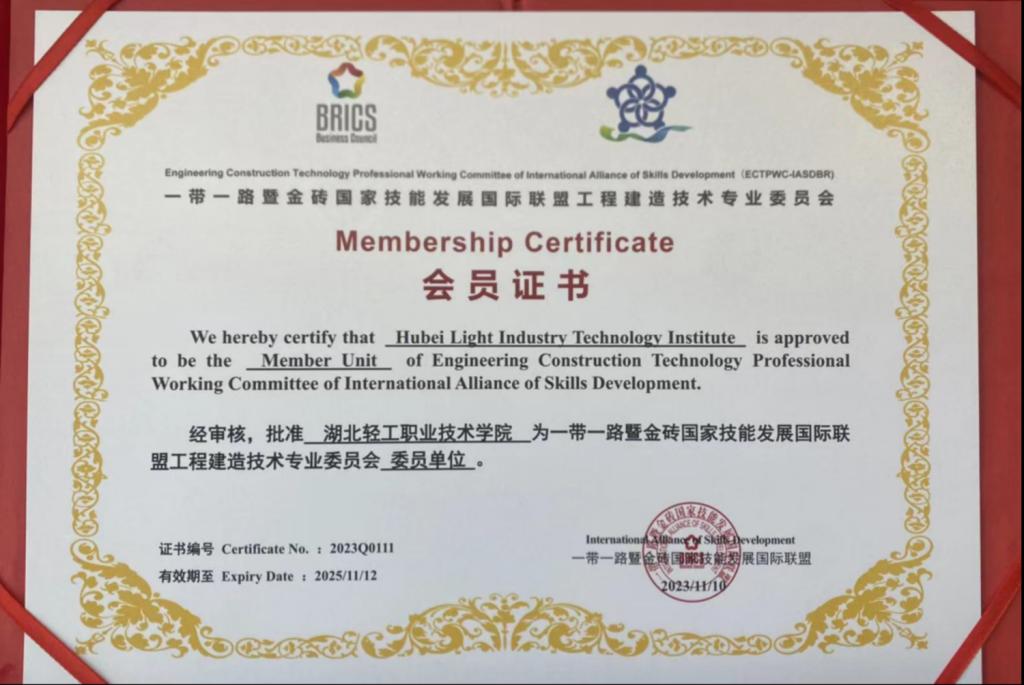 BRICS
Business Council
Engineering Construction Technology Professional Working Committee of International Alliance of Skills Development (ECTPWC-IASDBR)
一带一路暨金砖国家技能发展国际联盟工程建造技术专业委员会
Membership Certificate
会员证书
We hereby certify that Hubei Light Industry Technology Institute is approved
to be the Member Unit of Engineering Construction Technology Professional
Working Committee of International Alliance of Skills Development.
经审核，批准 湖北轻工职业技术学院 为一带一路暨金砖国家技能发展国际联
盟工程建造技术专业委员会 委员单位 。
证书编号 Certificate No. ：2023Q0111
有效期至 Expiry Date ：2025/11/12
International Alliance of Skills Development
一带一路暨金砖国家技能发展国际联盟
2023/11/10